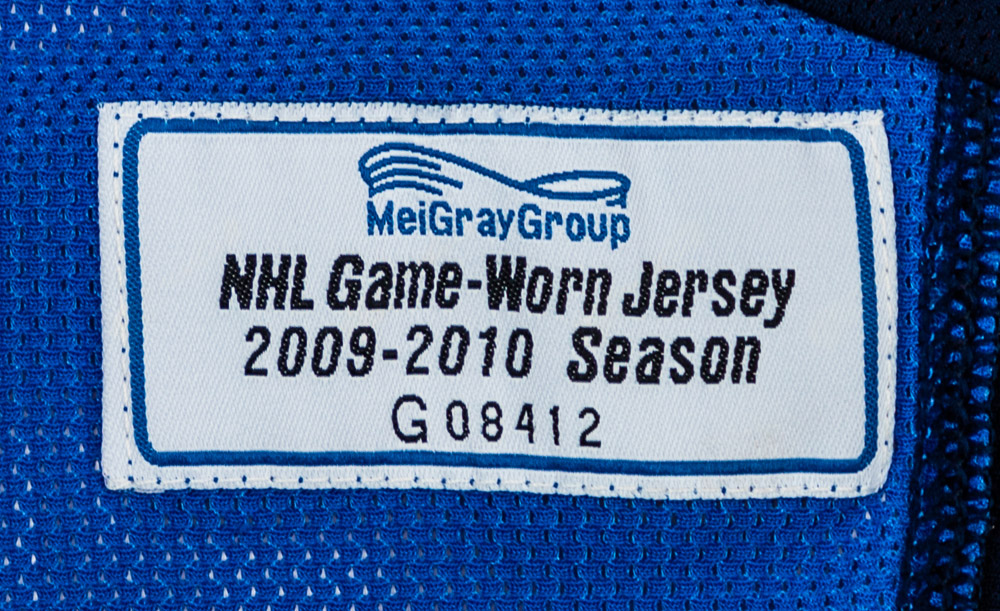 MeiGrayGroup
NHL Game-Worn Jersey
2009-2010 Season
G08412